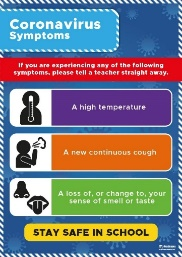 Coronavirus
Symptoms
If you are experiencing any of the following
symptoms, please tell a teacher straight away.
A high temperature
A new continuous cough
A loss of, or change to, your
sense of smell or taste
STAY SAFE IN SCHOOL